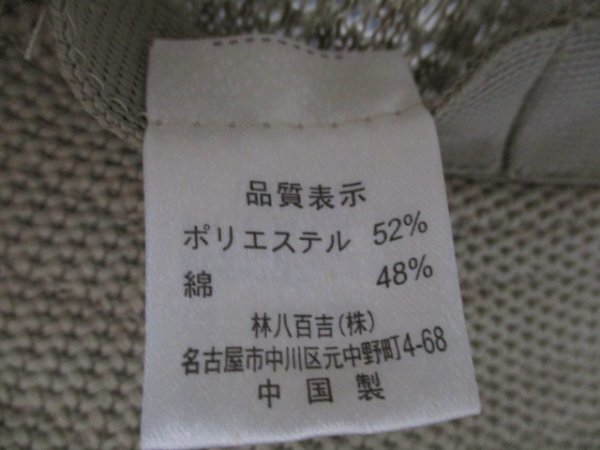 品質表示
ポリエステル 52%
綿 48%
林八百吉(株)
名古屋市中川区元中野町4-68
中国製